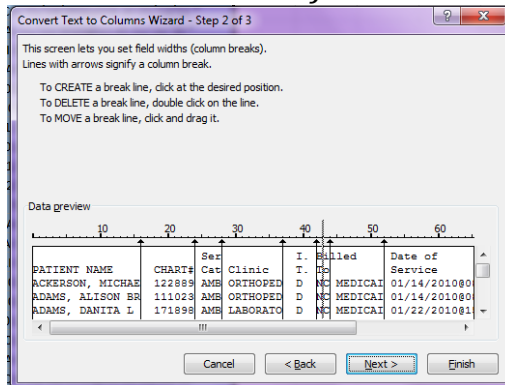 Convert Text to Columns Wizard - Step 2 of 3
This screen lets you set field widths (column breaks).
Lines with arrows signify a column break.
To CREATE a break line, click at the desired position.
To DELETE a break line, double click on the line.
To MOVE a break line, click and drag it.
Data preview
10 20 30 40 50 60
Ser I. Billed Date of
PATIENT NAME CHART# Cat Clinic T. To Service
ACKERSON, MICHAE 122889 AMB ORTHOPED D NC MEDICAI 01/14/2010@0
ADAMS, ALISON BR 111023 AMB ORTHOPED D NC MEDICAI 01/14/2010@0
ADAMS, DANITA L 171898 AMB LABORATO D NC MEDICAI 01/22/2010@1
Cancel < Back Next > Finish